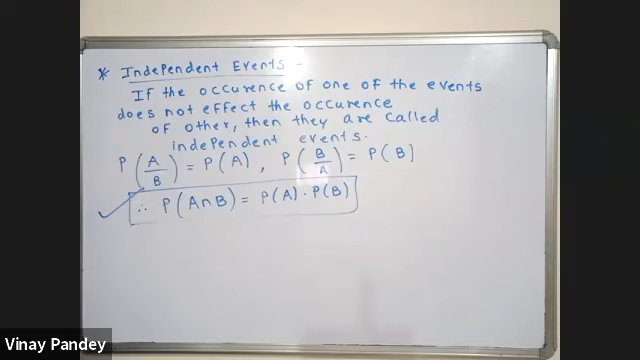 * Independent Events -
If the occurence of one of the events
does not effect the occurence
of other, then they are called
independent events.
P(A/B) = P(A), P(B/A) = P(B)
∴ P(A∩B) = P(A) · P(B)
Vinay Pandey